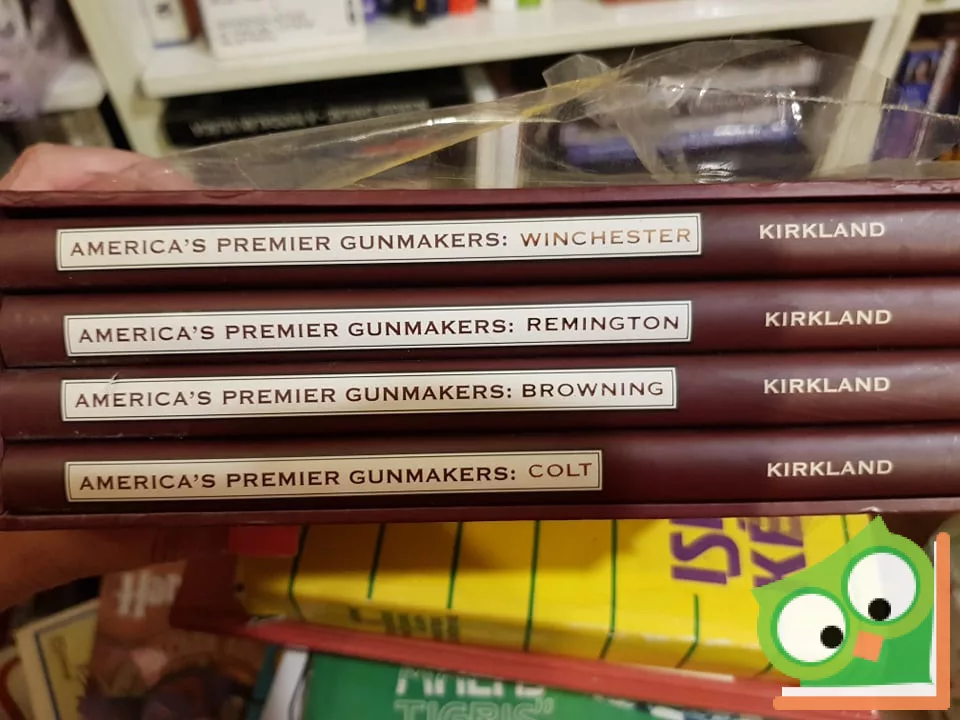 AMERICA'S PREMIER GUNMAKERS: WINCHESTER KIRKLAND
AMERICA'S PREMIER GUNMAKERS: REMINGTON KIRKLAND
AMERICA'S PREMIER GUNMAKERS: BROWNING KIRKLAND
AMERICA'S PREMIER GUNMAKERS: COLT KIRKLAND
TIGRIS